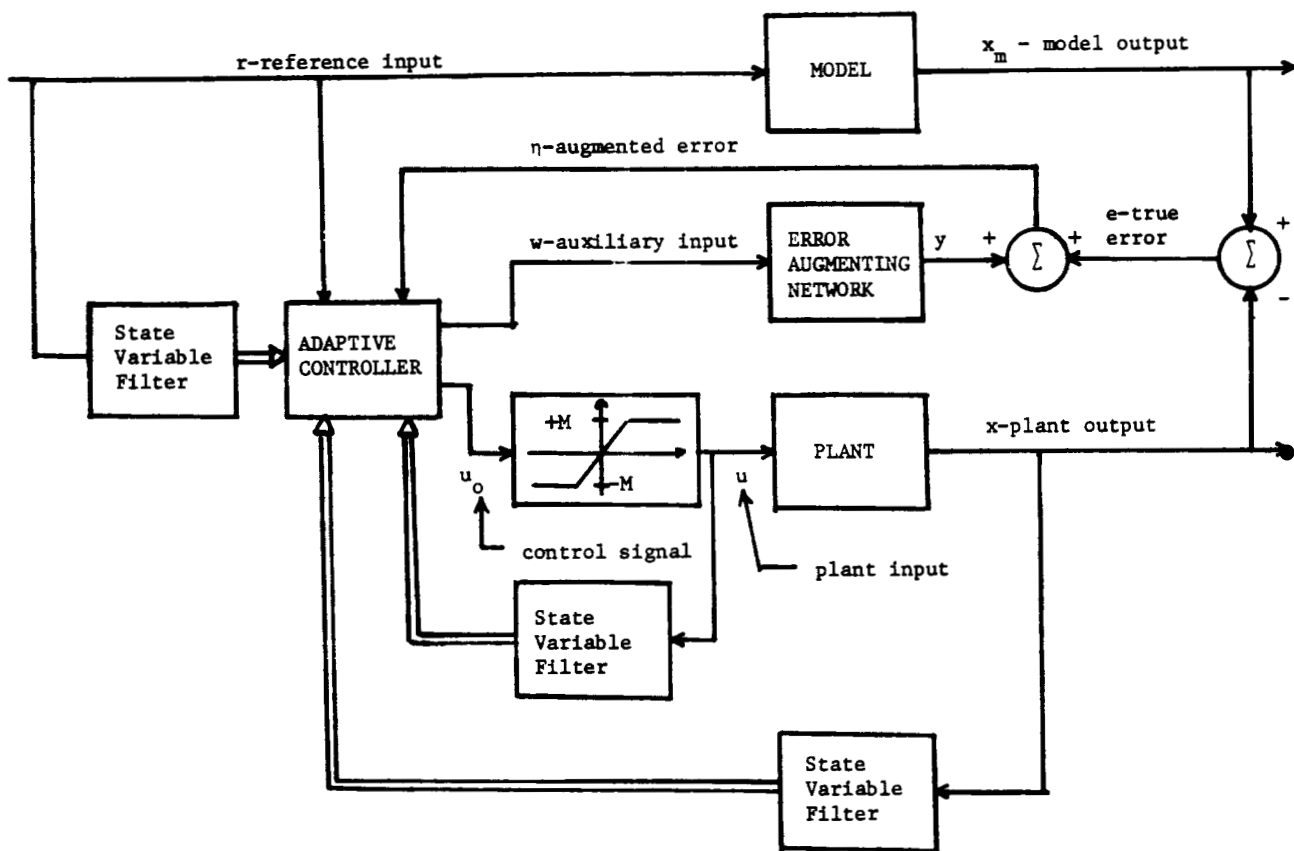 x_m - model output
r-reference input
MODEL
η-augmented error
e-true
error
+
w-auxiliary input
ERROR
AUGMENTING
NETWORK
y
+
+
Σ
Σ
-
State
Variable
Filter
ADAPTIVE
CONTROLLER
+M
-M
x-plant output
PLANT
u_o
u
control signal
plant input
State
Variable
Filter
State
Variable
Filter